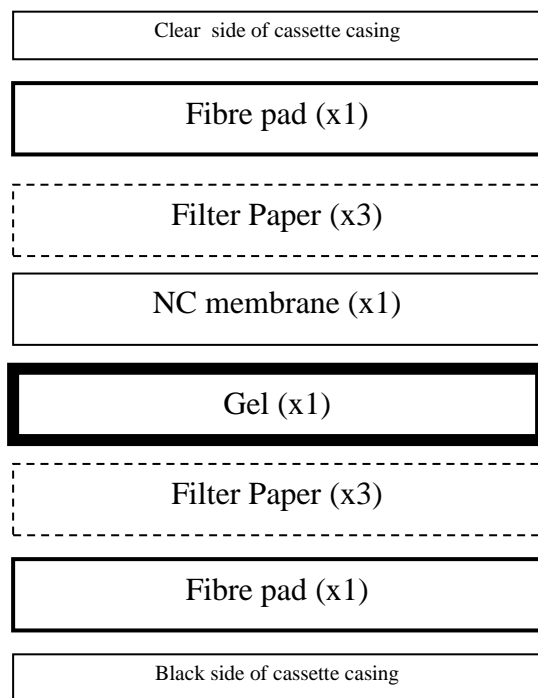 Clear side of cassette casing
Fibre pad (x1)
Filter Paper (x3)
NC membrane (x1)
Gel (x1)
Filter Paper (x3)
Fibre pad (x1)
Black side of cassette casing